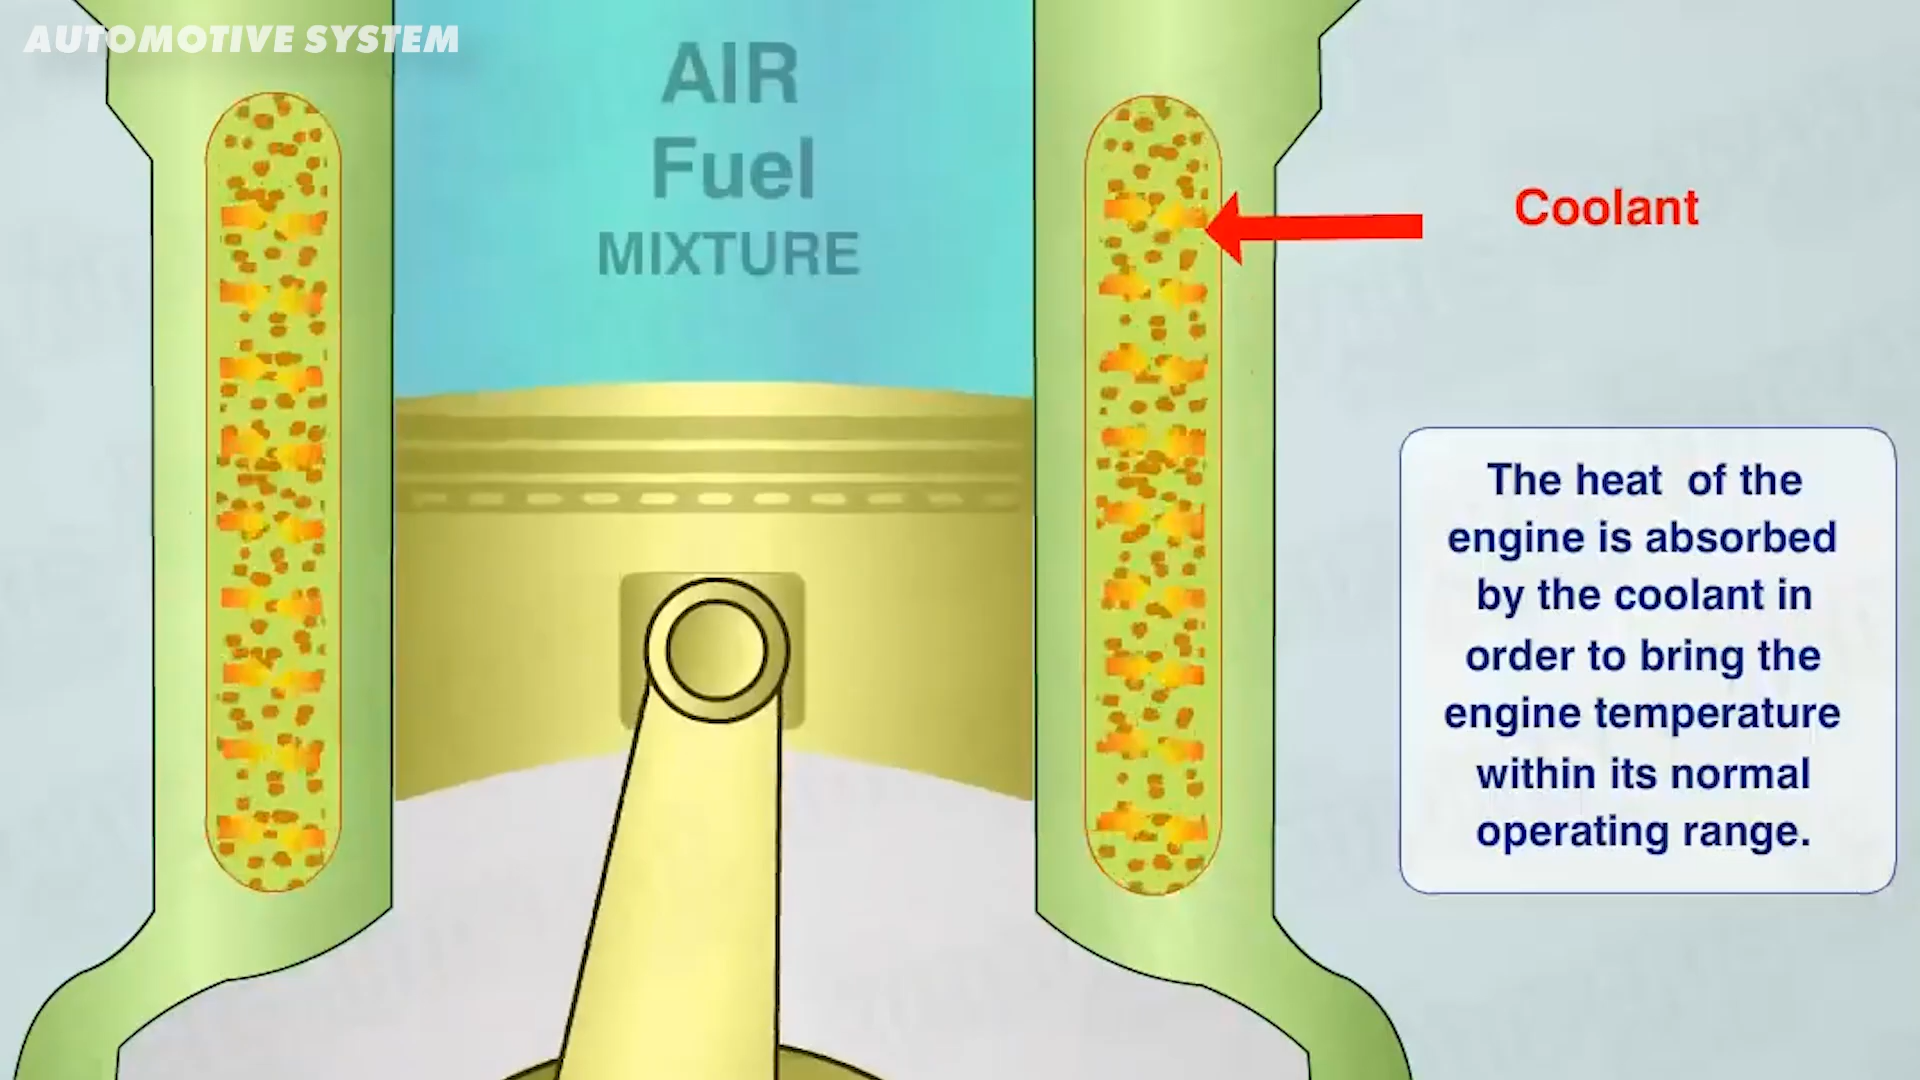 AUTOMOTIVE SYSTEM
AIR
Fuel
MIXTURE
Coolant
The heat of the
engine is absorbed
by the coolant in
order to bring the
engine temperature
within its normal
operating range.